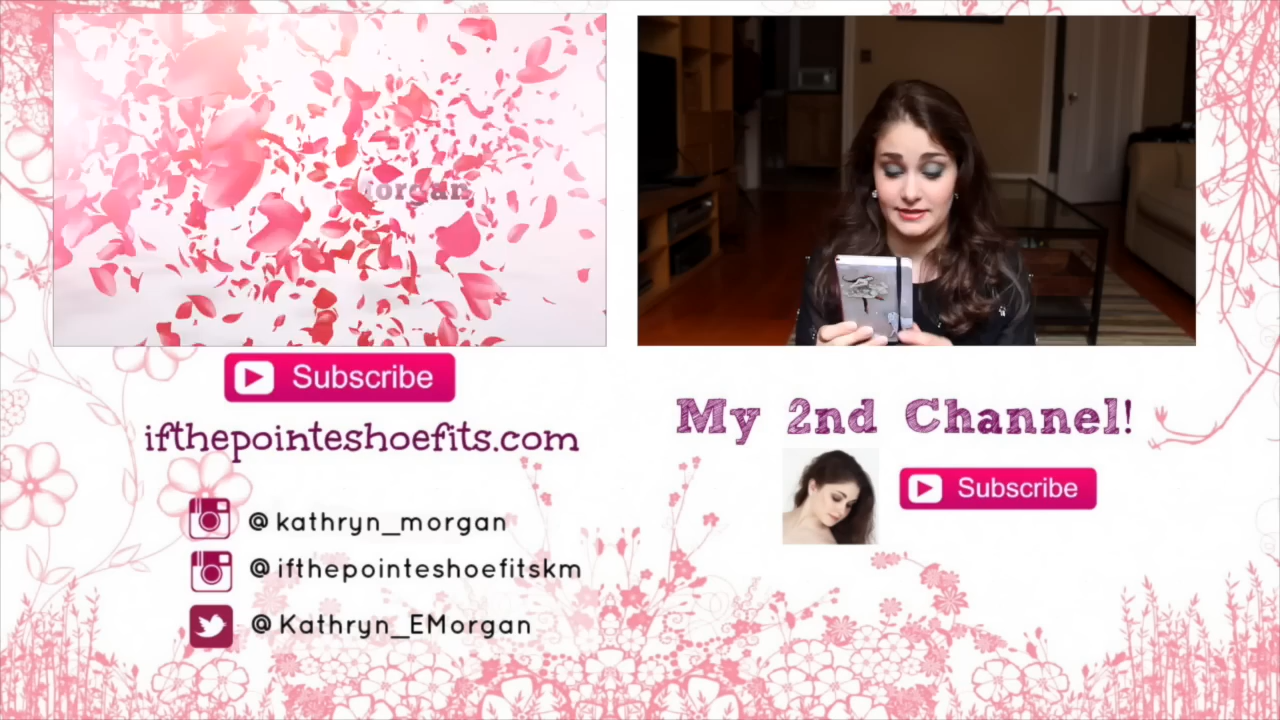 Morgan
Subscribe
ifthepointeshoefits.com
@kathryn_morgan
@ifthepointeshoefitskm
@Kathryn_EMorgan
My 2nd Channel!
Subscribe